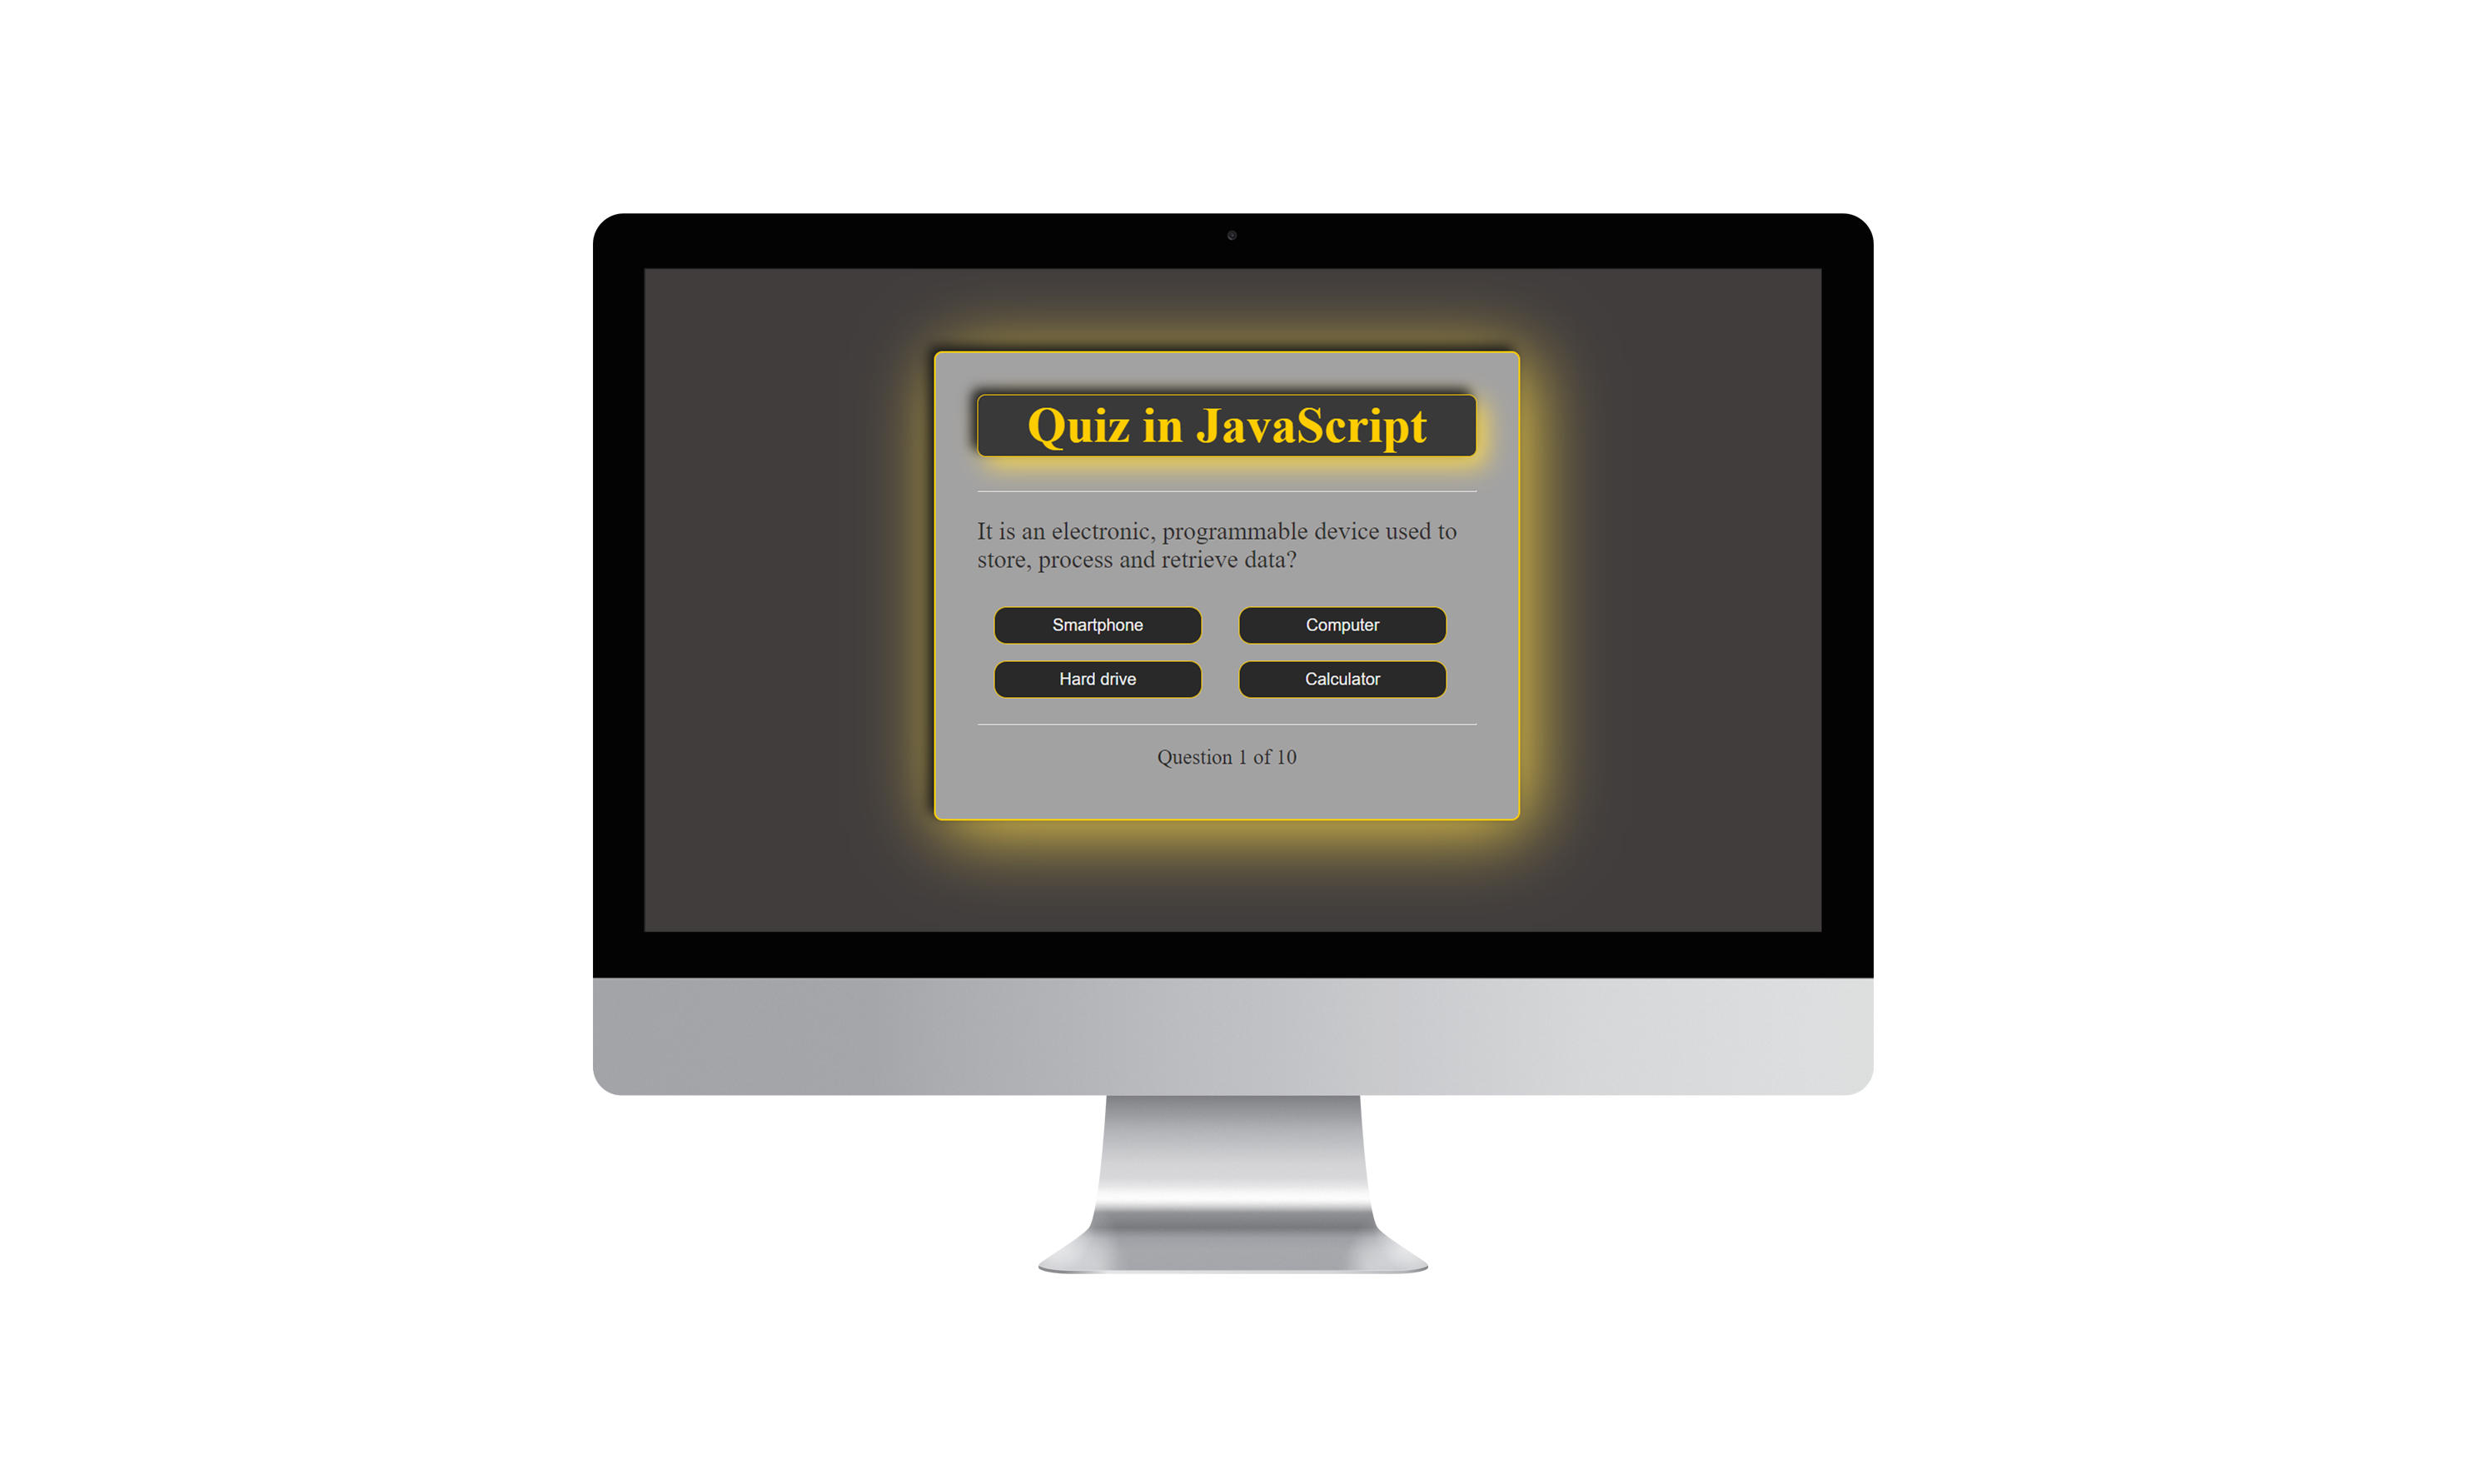 Quiz in JavaScript
It is an electronic, programmable device used to
store, process and retrieve data?
Smartphone
Computer
Hard drive
Calculator
Question 1 of 10